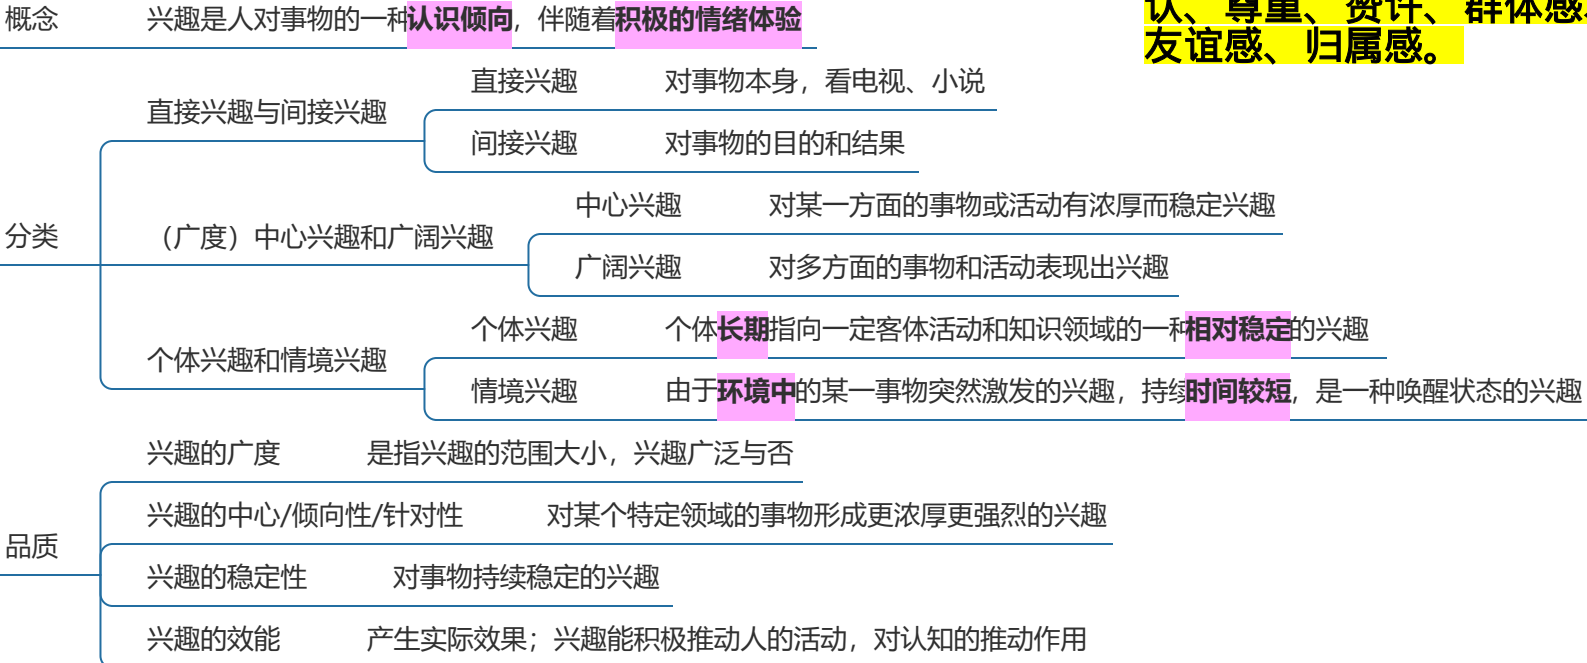 概念 兴趣是人对事物的一种认识倾向，伴随着积极的情绪体验
认、尊重、赞许、群体感
友谊感、归属感。
直接兴趣 对事物本身，看电视、小说
直接兴趣与间接兴趣
间接兴趣 对事物的目的和结果
中心兴趣 对某一方面的事物或活动有浓厚而稳定兴趣
分类 （广度）中心兴趣和广阔兴趣
广阔兴趣 对多方面的事物和活动表现出兴趣
个体兴趣 个体长期指向一定客体活动和知识领域的一种相对稳定的兴趣
个体兴趣和情境兴趣
情境兴趣 由于环境中的某一事物突然激发的兴趣，持续时间较短，是一种唤醒状态的兴趣
兴趣的广度 是指兴趣的范围大小，兴趣广泛与否
兴趣的中心/倾向性/针对性 对某个特定领域的事物形成更浓厚更强烈的兴趣
品质
兴趣的稳定性 对事物持续稳定的兴趣
兴趣的效能 产生实际效果；兴趣能积极推动人的活动，对认知的推动作用